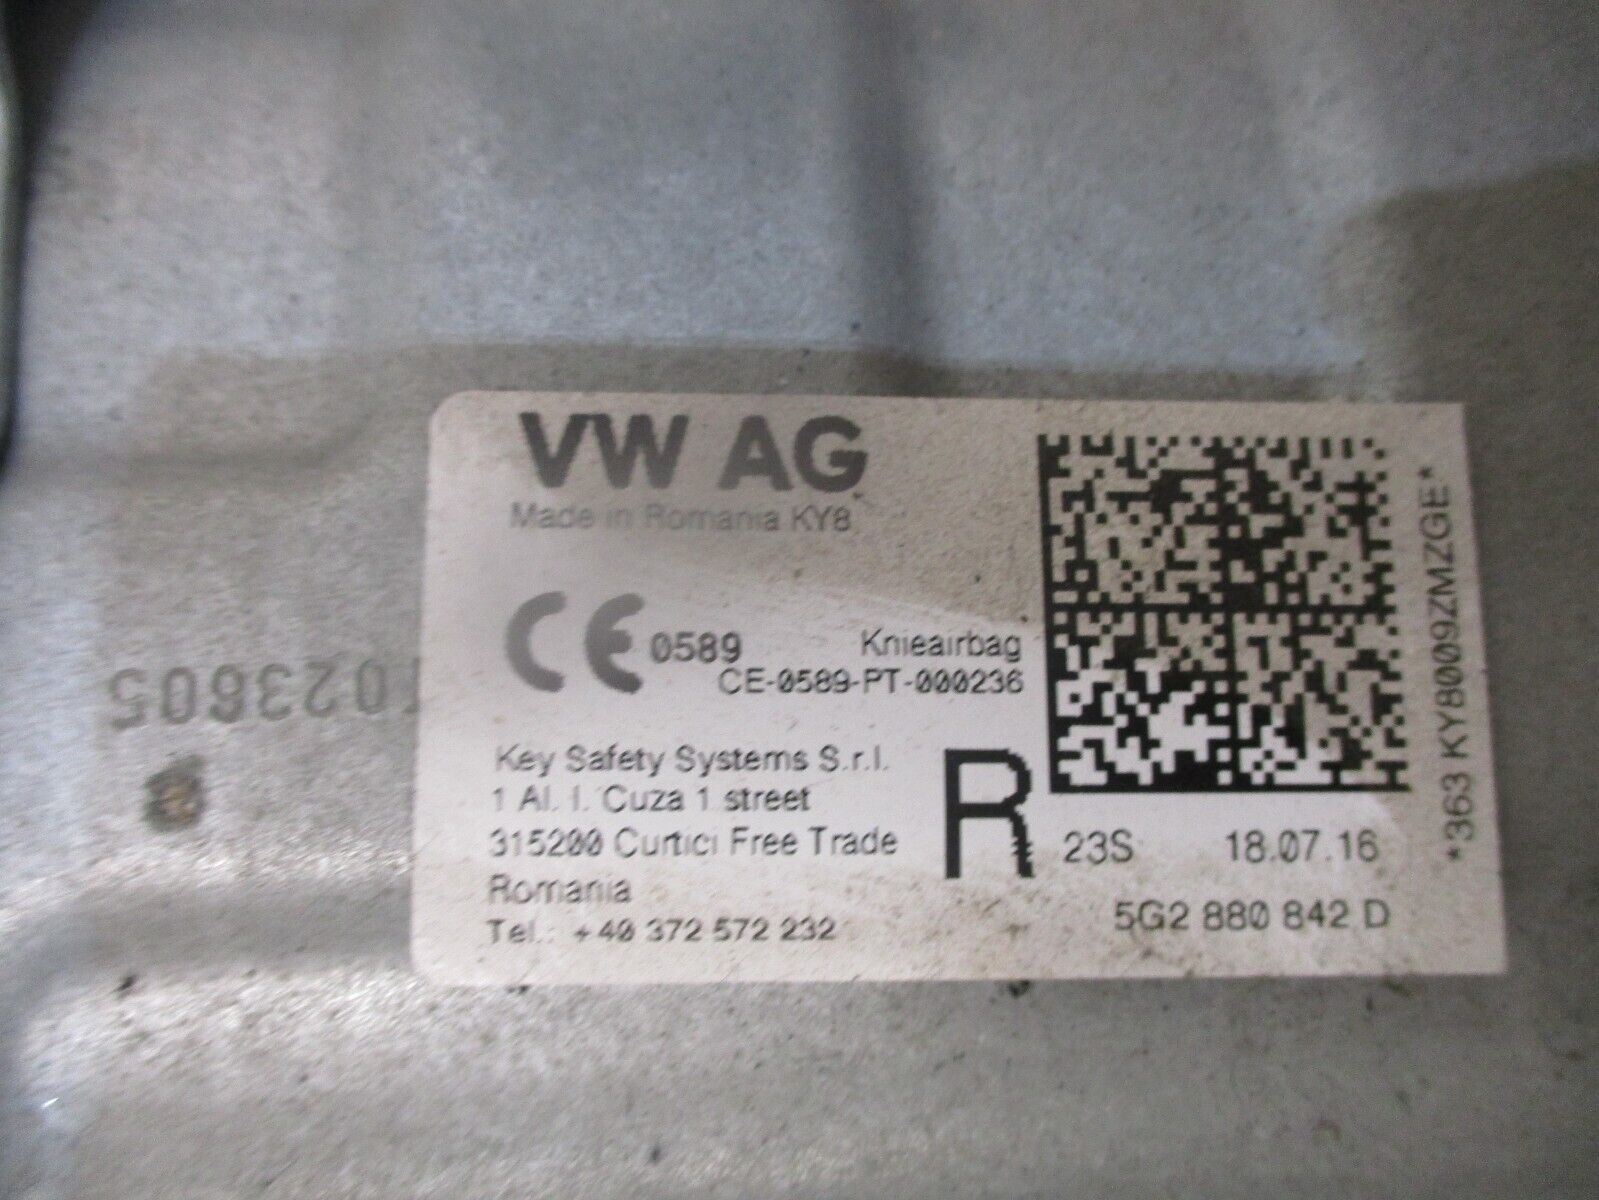 VW AG
Made in Romania KY8
CE 0589 Knieairbag
CE-0589-PT-000236
Key Safety Systems S.r.l.
1 Al. I. Cuza 1 street
315200 Curtici Free Trade
Romania
Tel.: +40 372 572 232
R
23S 18.07.16
5G2 880 842 D
*363 KY8009ZMZGE*
023605